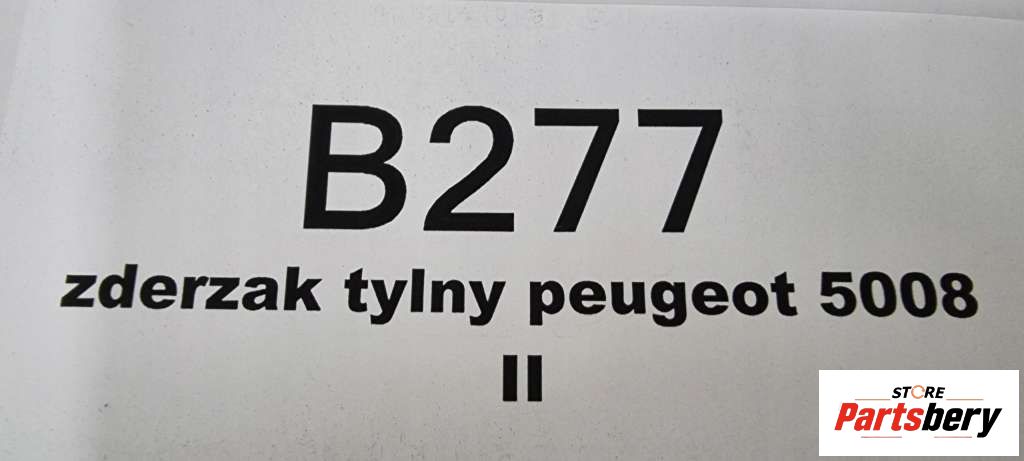 B277
zderzak tylny peugeot 5008
II
STORE
Partsbery